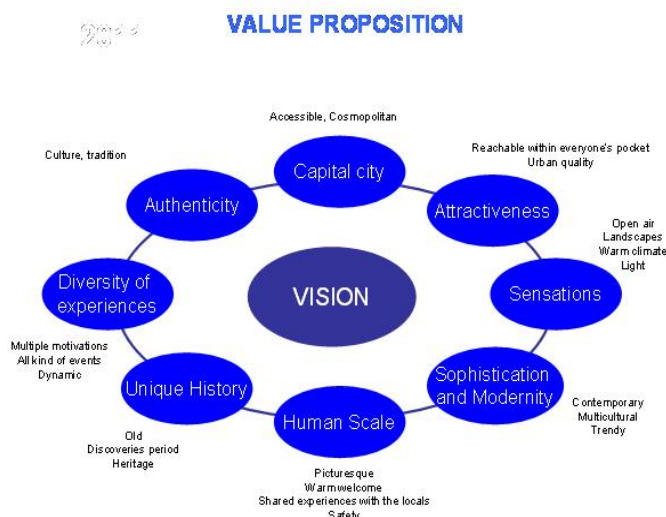 2011
VALUE PROPOSITION
Accessible, Cosmopolitan
Capital city
Reachable within everyone's pocket
Urban quality
Attractiveness
Open air
Landscapes
Warm climate
Light
Sensations
Sophistication
and Modernity
Contemporary
Multicultural
Trendy
Human Scale
Picturesque
Warm welcome
Shared experiences with the locals
Safety
Unique History
Old
Discoveries period
Heritage
Diversity of
experiences
Multiple motivations
All kind of events
Dynamic
Authenticity
Culture, tradition
VISION